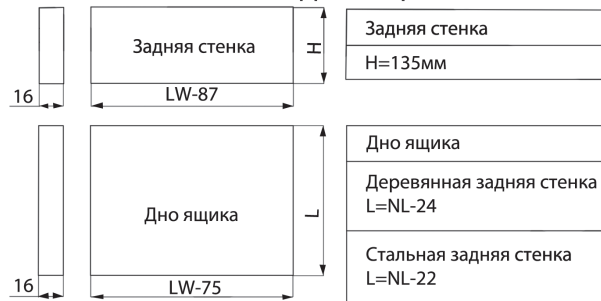 Задняя стенка
H
16
LW-87
Задняя стенка
H=135мм
Дно ящика
L
16
LW-75
Дно ящика
Деревянная задняя стенка
L=NL-24
Стальная задняя стенка
L=NL-22